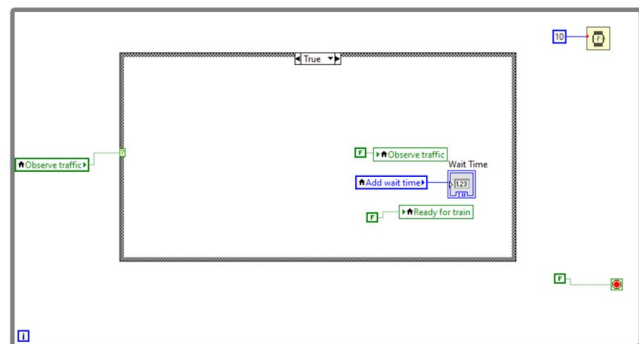 True
10
Observe traffic
?
F
Observe traffic
Wait Time
Add wait time
123
Ready for train
F
F
i